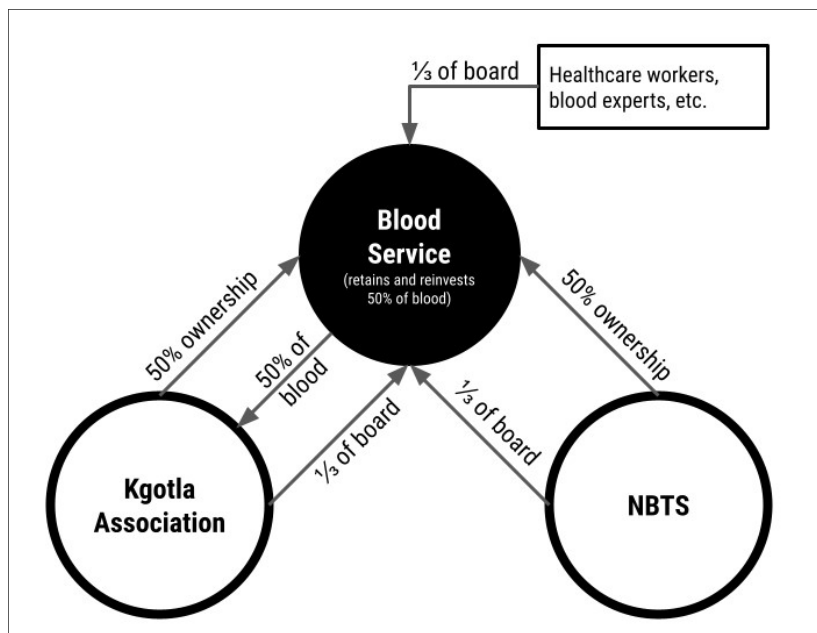 ⅓ of board
Healthcare workers,
blood experts, etc.
Blood
Service
(retains and reinvests
50% of blood)
50% ownership
50% of
blood
⅓ of board
⅓ of board
50% ownership
Kgotla
Association
NBTS